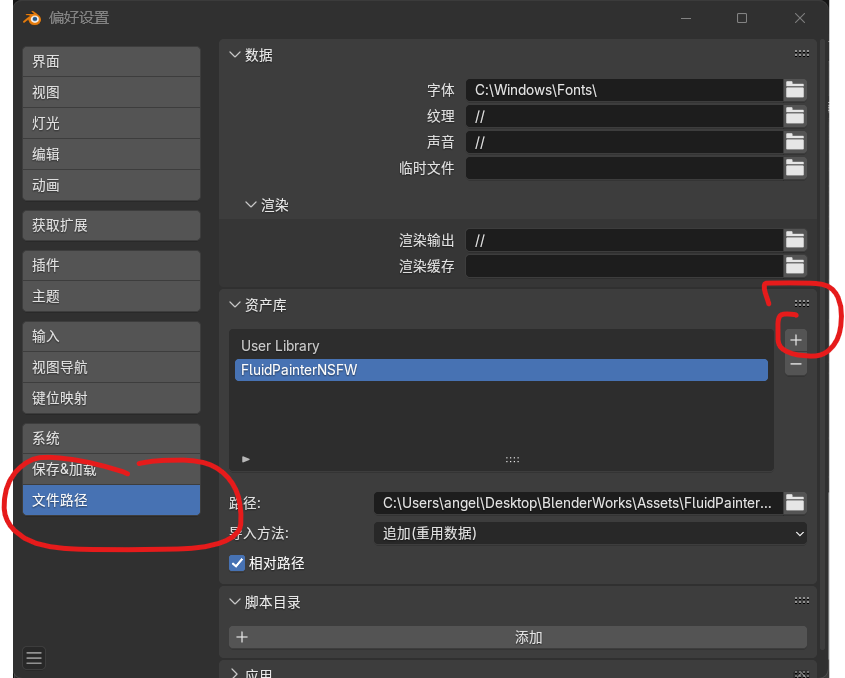 偏好设置
界面
视图
灯光
编辑
动画
获取扩展
插件
主题
输入
视图导航
键位映射
系统
保存&加载
文件路径
数据
字体 C:\Windows\Fonts\
纹理 //
声音 //
临时文件
渲染
渲染输出 //
渲染缓存
资产库
User Library
FluidPainterNSFW
路径: C:\Users\angel\Desktop\BlenderWorks\Assets\FluidPainter...
导入方法: 追加(重用数据)
相对路径
脚本目录
添加
应用